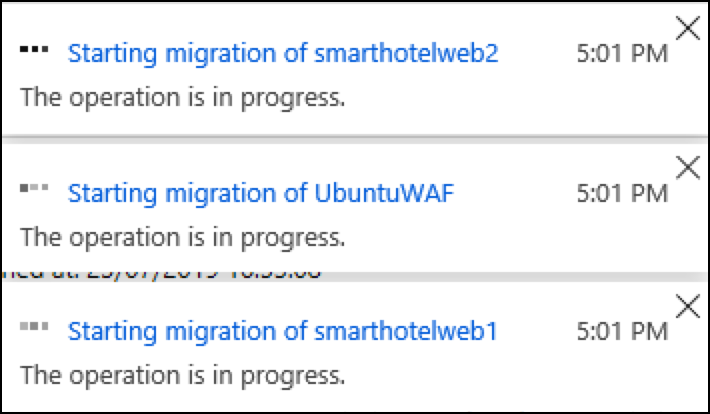 Starting migration of smarthotelweb2 5:01 PM
The operation is in progress.
Starting migration of UbuntuWAF 5:01 PM
The operation is in progress.
Starting migration of smarthotelweb1 5:01 PM
The operation is in progress.